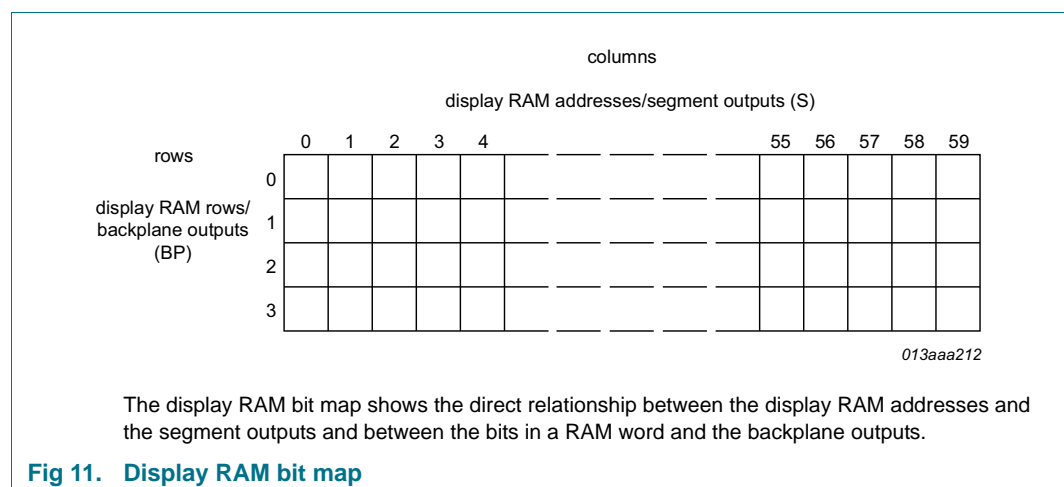 columns
display RAM addresses/segment outputs (S)
0 1 2 3 4 55 56 57 58 59
rows
0
display RAM rows/
backplane outputs
(BP)
1
2
3
013aaa212
The display RAM bit map shows the direct relationship between the display RAM addresses and
the segment outputs and between the bits in a RAM word and the backplane outputs.
Fig 11. Display RAM bit map